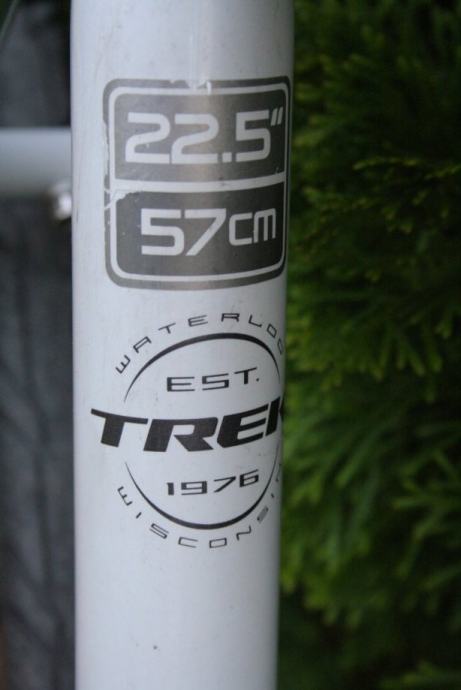 22.5"
57cm
WATERLOO
EST.
TREK
1976
WISCONSIN